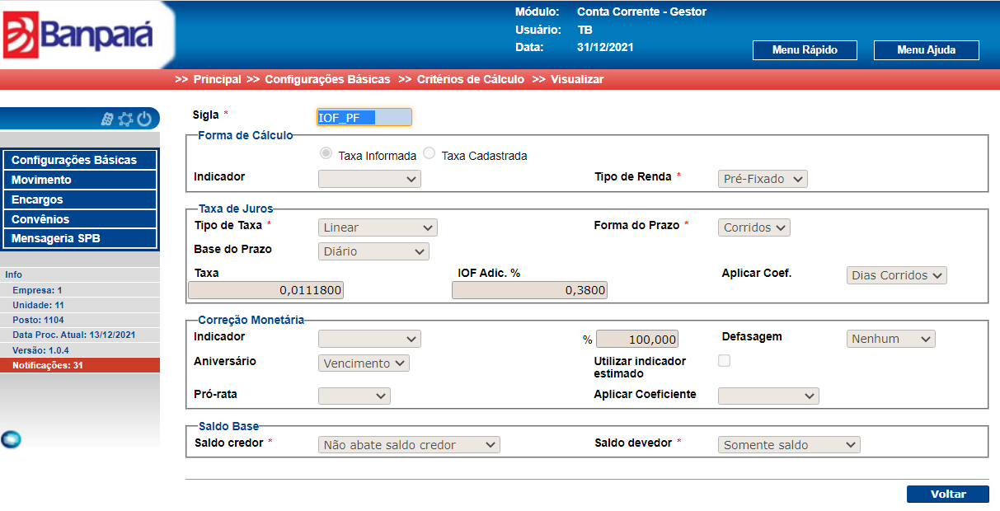 Banpará
Módulo: Conta Corrente - Gestor
Usuário: TB
Data: 31/12/2021
Menu Rápido Menu Ajuda
>> Principal >> Configurações Básicas >> Critérios de Cálculo >> Visualizar
Configurações Básicas
Movimento
Encargos
Convênios
Mensageria SPB
Info
Empresa: 1
Unidade: 11
Posto: 1104
Data Proc. Atual: 13/12/2021
Versão: 1.0.4
Notificações: 31
Sigla * IOF_PF
Forma de Cálculo
Taxa Informada Taxa Cadastrada
Indicador Tipo de Renda * Pré-Fixado
Taxa de Juros
Tipo de Taxa * Linear Forma do Prazo * Corridos
Base do Prazo Diário
Taxa IOF Adic. % Aplicar Coef. Dias Corridos
0,0111800 0,3800
Correção Monetária
Indicador % 100,000 Defasagem Nenhum
Aniversário Vencimento Utilizar indicador
estimado
Pró-rata Aplicar Coeficiente
Saldo Base
Saldo credor * Não abate saldo credor Saldo devedor * Somente saldo
Voltar